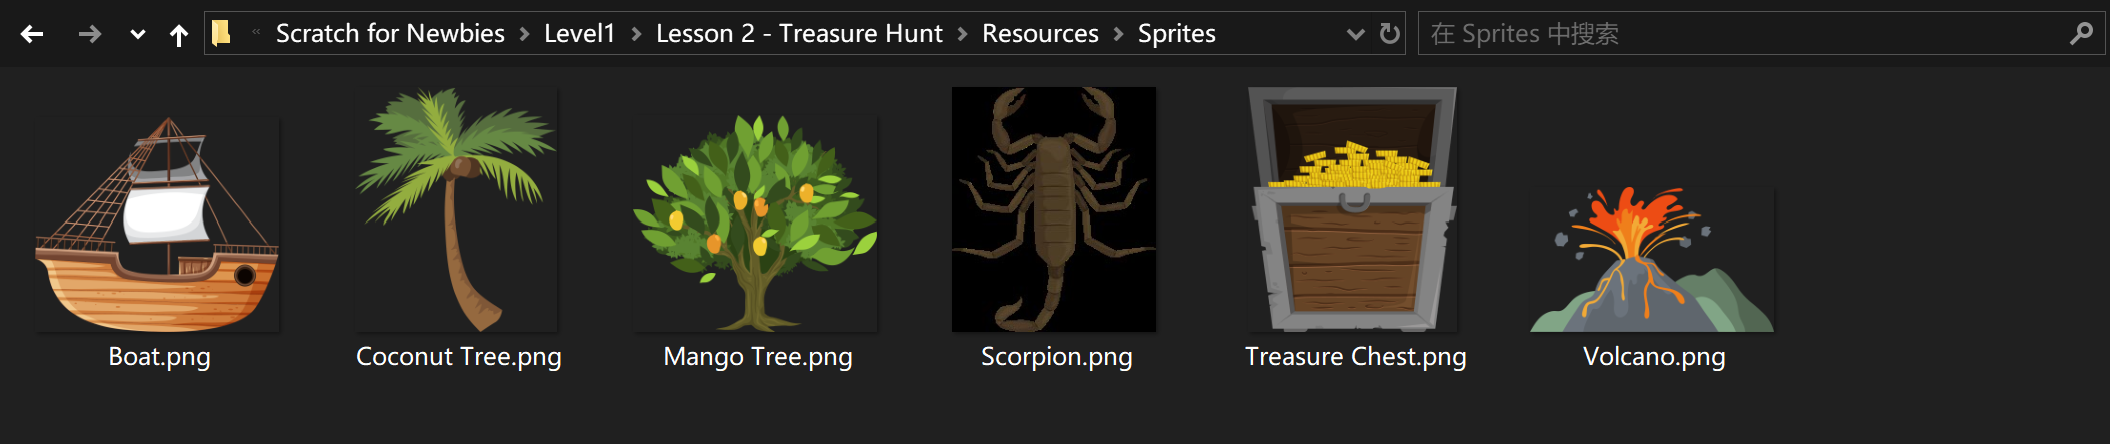 « Scratch for Newbies > Level1 > Lesson 2 - Treasure Hunt > Resources > Sprites
在 Sprites 中搜索
Boat.png
Coconut Tree.png
Mango Tree.png
Scorpion.png
Treasure Chest.png
Volcano.png